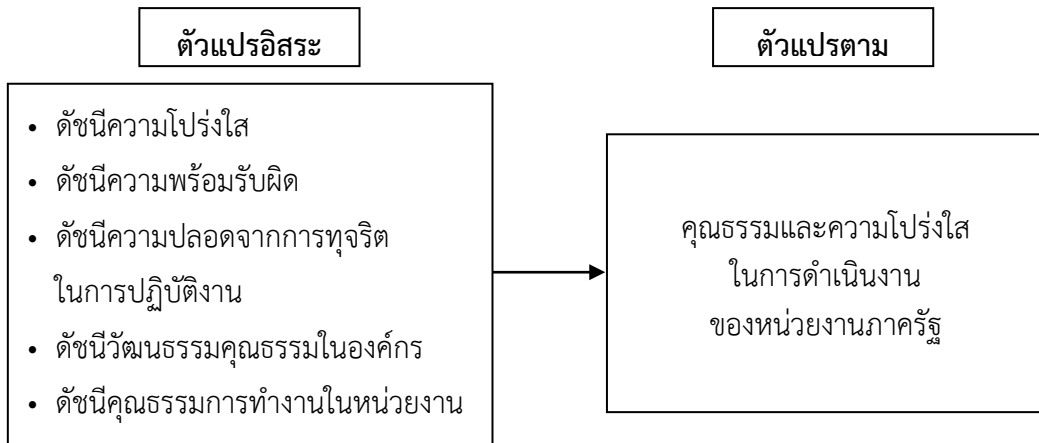 ตัวแปรอิสระ
• ดัชนีความโปร่งใส
• ดัชนีความพร้อมรับผิด
• ดัชนีความปลอดจากการทุจริต
ในการปฏิบัติงาน
• ดัชนีวัฒนธรรมคุณธรรมในองค์กร
• ดัชนีคุณธรรมการทำงานในหน่วยงาน
ตัวแปรตาม
คุณธรรมและความโปร่งใส
ในการดำเนินงาน
ของหน่วยงานภาครัฐ